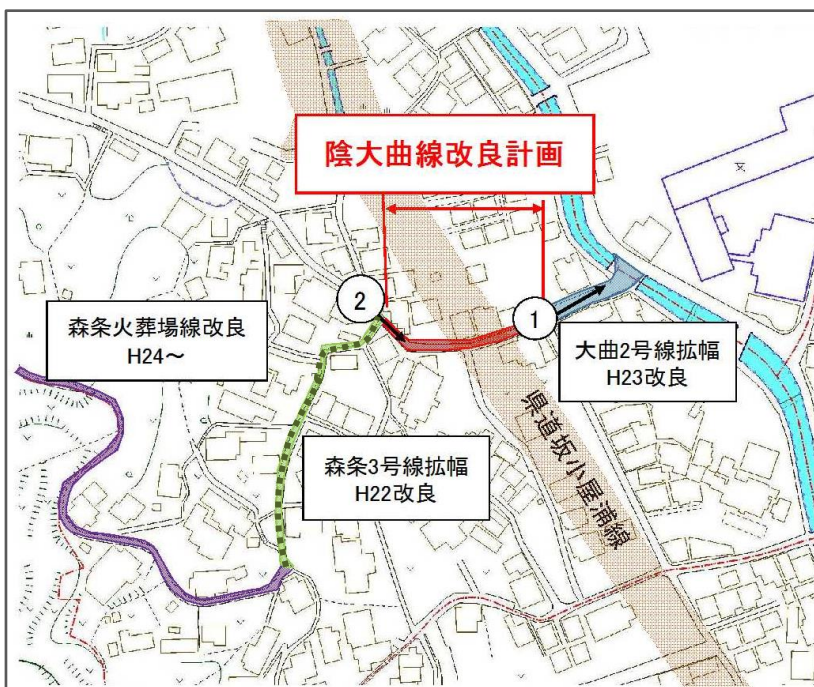 陰大曲線改良計画
②
①
森条火葬場線改良
H24～
大曲2号線拡幅
H23改良
森条3号線拡幅
H22改良
県道坂小屋浦線
文